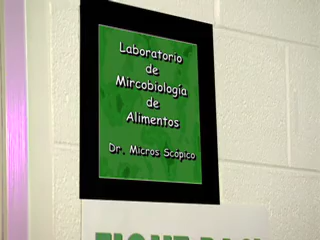 Laboratorio
de
Mircobiología
de
Alimentos
Dr. Micros Scópico